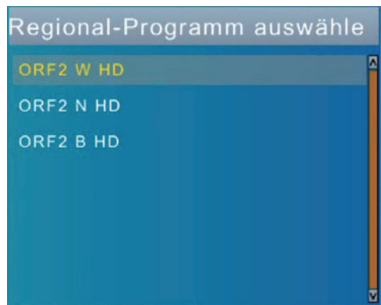 Regional-Programm auswähle
ORF2 W HD
ORF2 N HD
ORF2 B HD